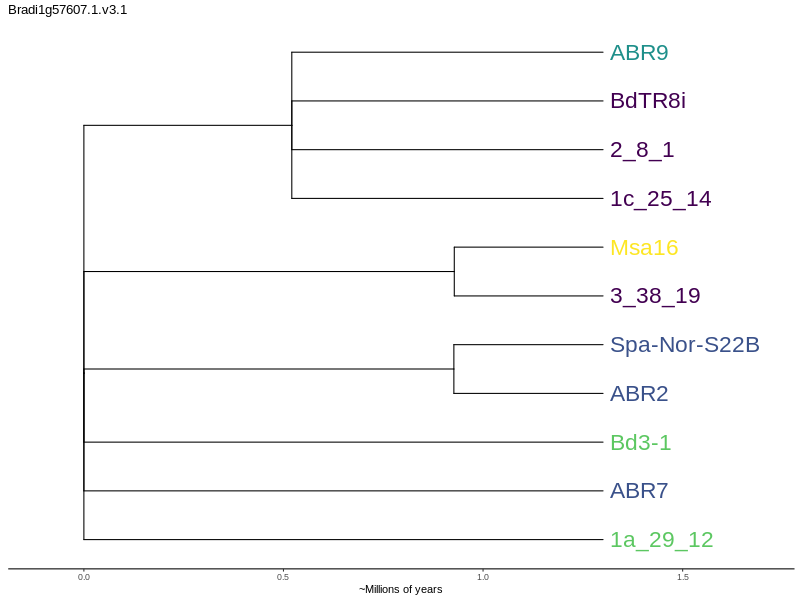 Bradi1g57607.1.v3.1
ABR9
BdTR8i
2_8_1
1c_25_14
Msa16
3_38_19
Spa-Nor-S22B
ABR2
Bd3-1
ABR7
1a_29_12
0.0 0.5 1.0 1.5
~Millions of years